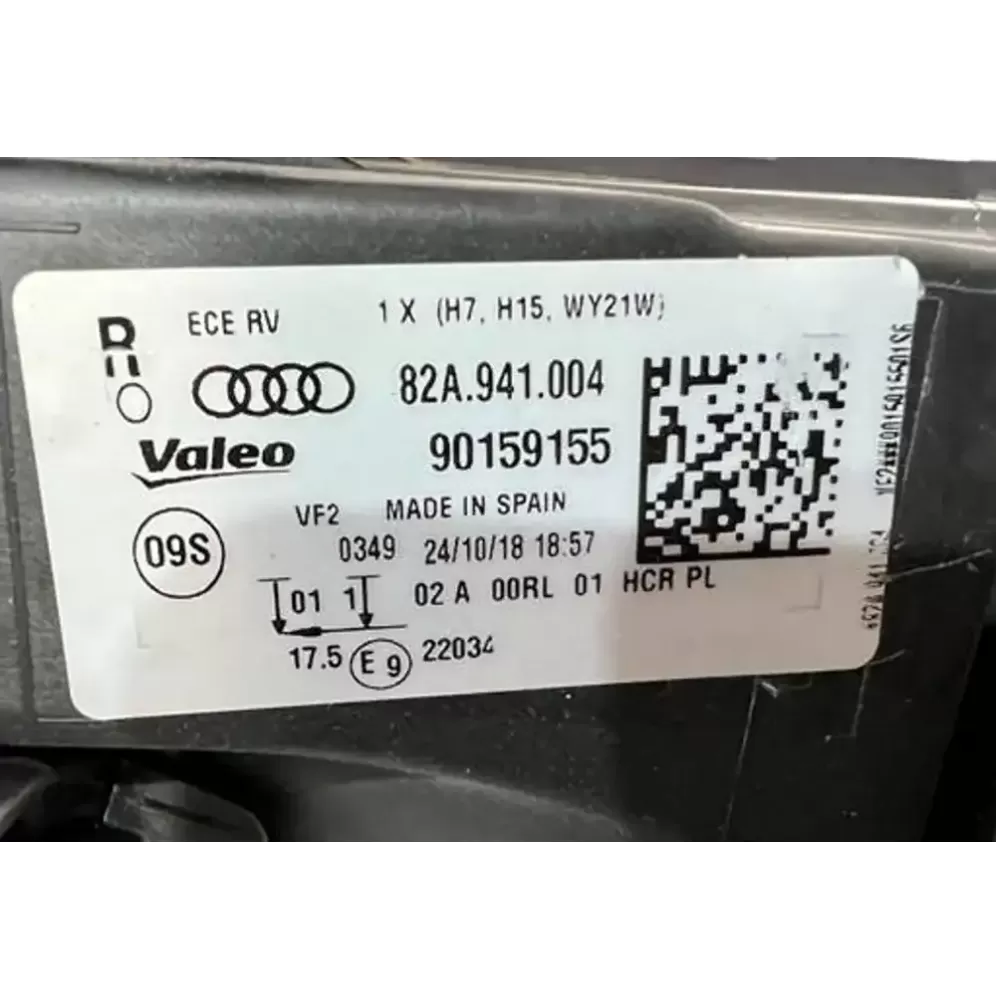 ECE RV 1 X (H7, H15, WY21W)
82A.941.004
Valeo 90159155
VF2 MADE IN SPAIN
09S 0349 24/10/18 18:57
01 1 02 A 00RL 01 HCR PL
17.5 E 9 22034